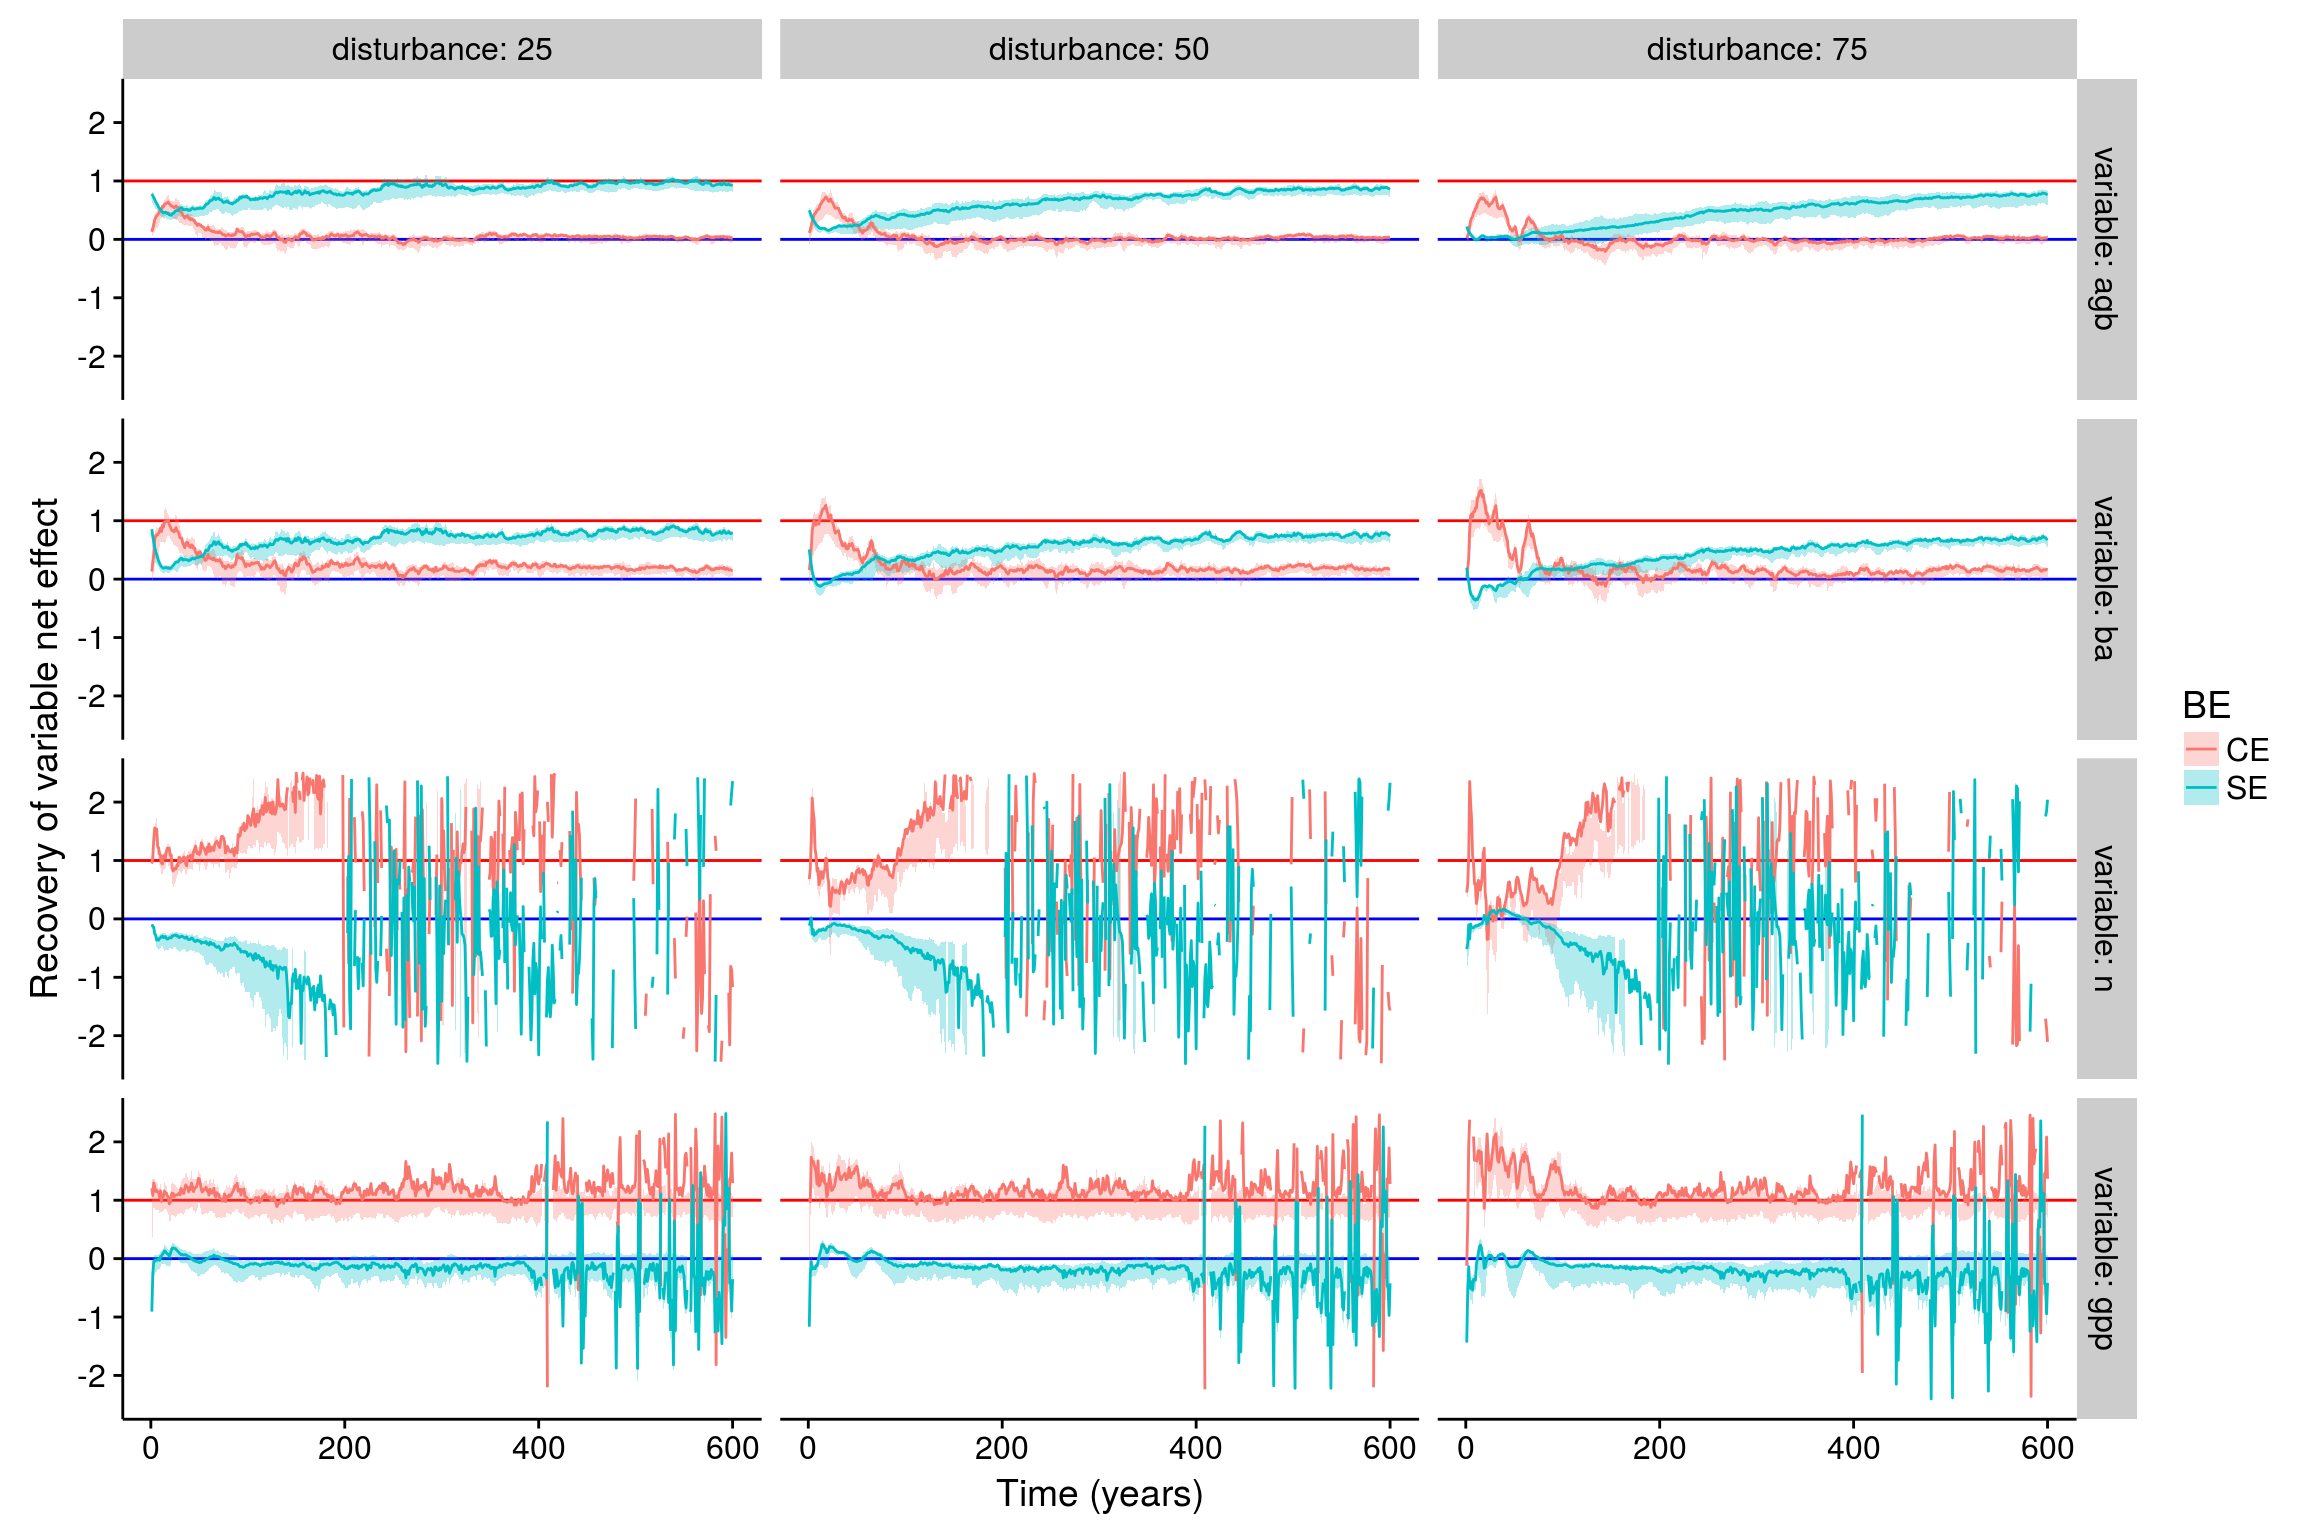 disturbance: 25
disturbance: 50
disturbance: 75
Recovery of variable net effect
2
1
0
-1
-2
variable: agb
2
1
0
-1
-2
variable: ba
2
1
0
-1
-2
variable: n
2
1
0
-1
-2
variable: gpp
0
200
400
600
0
200
400
600
0
200
400
600
Time (years)
BE
CE
SE